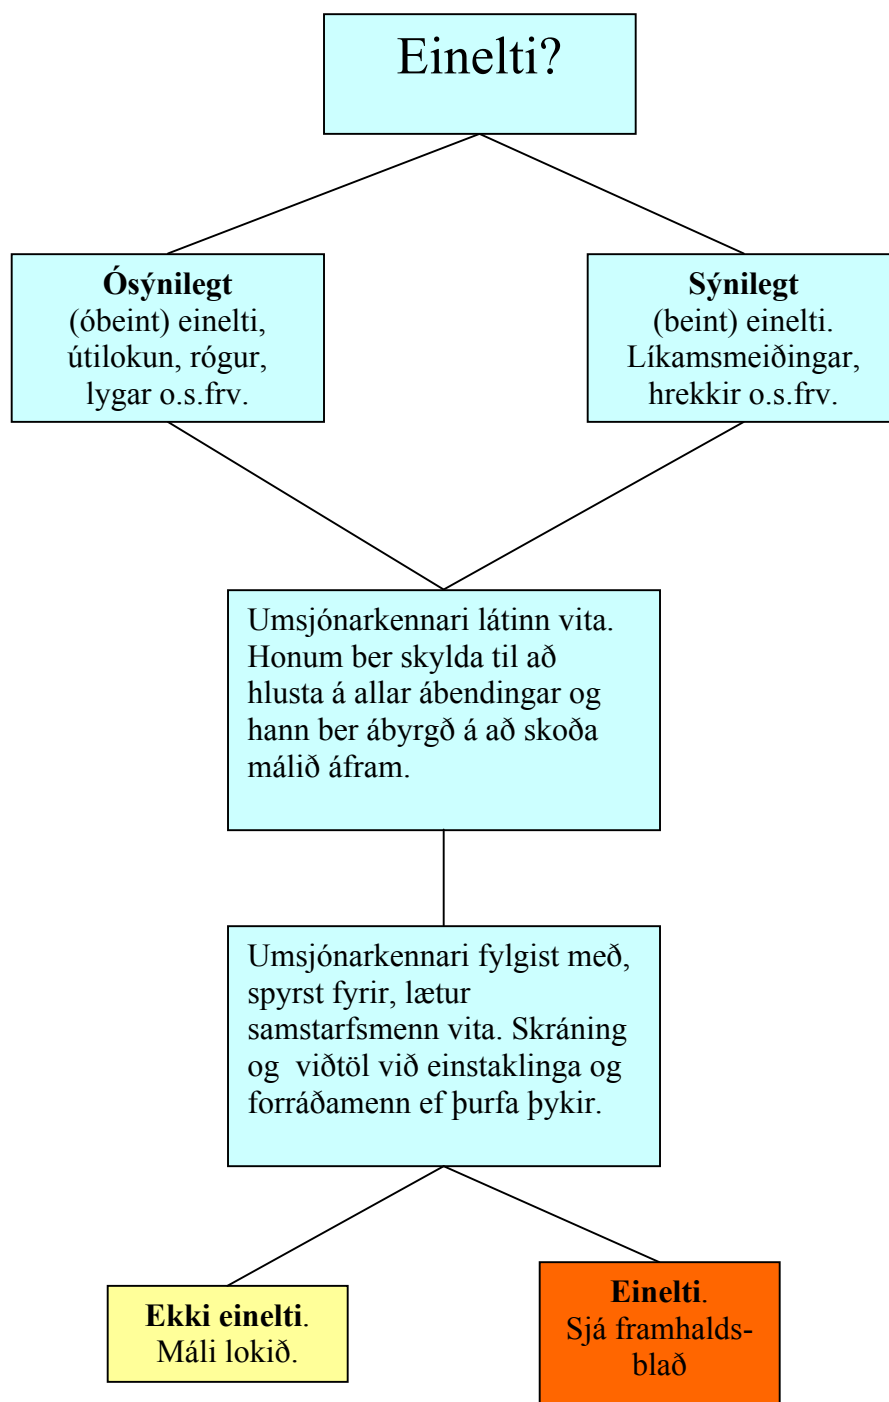 Einelti?
Ósýnilegt
(óbeint) einelti,
útilokun, rógur,
lygar o.s.frv.
Sýnilegt
(beint) einelti.
Líkamsmeiðingar,
hrekkir o.s.frv.
Umsjónarkennari látinn vita.
Honum ber skylda til að
hlusta á allar ábendingar og
hann ber ábyrgð á að skoða
málið áfram.
Umsjónarkennari fylgist með,
spyrst fyrir, lætur
samstarfsmenn vita. Skráning
og  viðtöl við einstaklinga og
forráðamenn ef þurfa þykir.
Ekki einelti.
Máli lokið.
Einelti.
Sjá framhalds-
blað